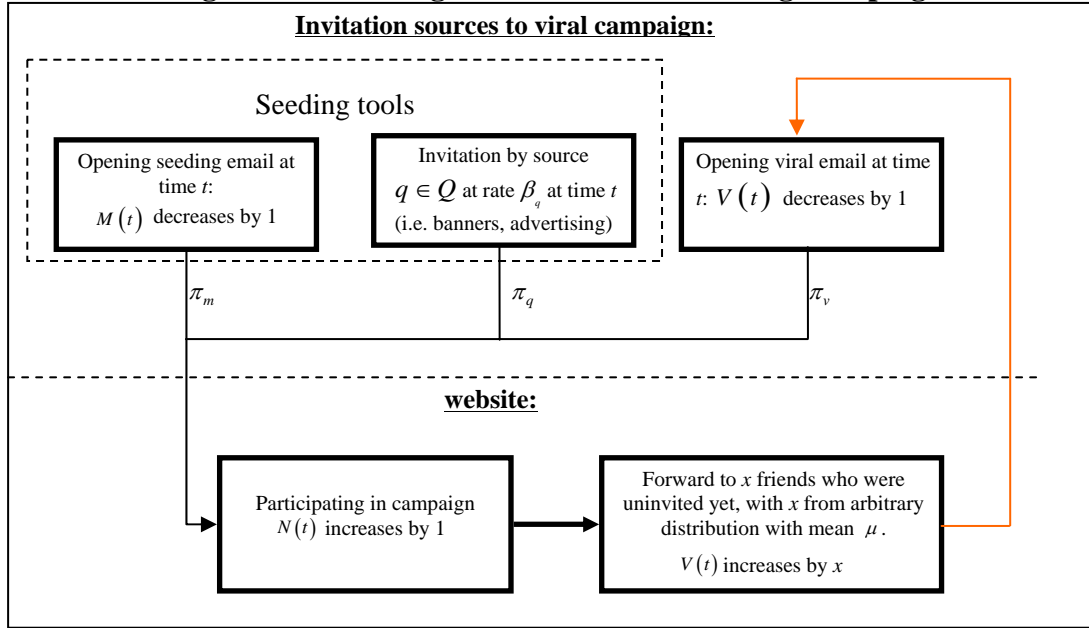 Invitation sources to viral campaign:
Seeding tools
Opening seeding email at
time t:
M(t) decreases by 1
Invitation by source
q ∈ Q at rate β_q at time t
(i.e. banners, advertising)
Opening viral email at time
t: V(t) decreases by 1
π_m
π_q
π_v
website:
Participating in campaign
N(t) increases by 1
Forward to x friends who were
uninvited yet, with x from arbitrary
distribution with mean μ.
V(t) increases by x